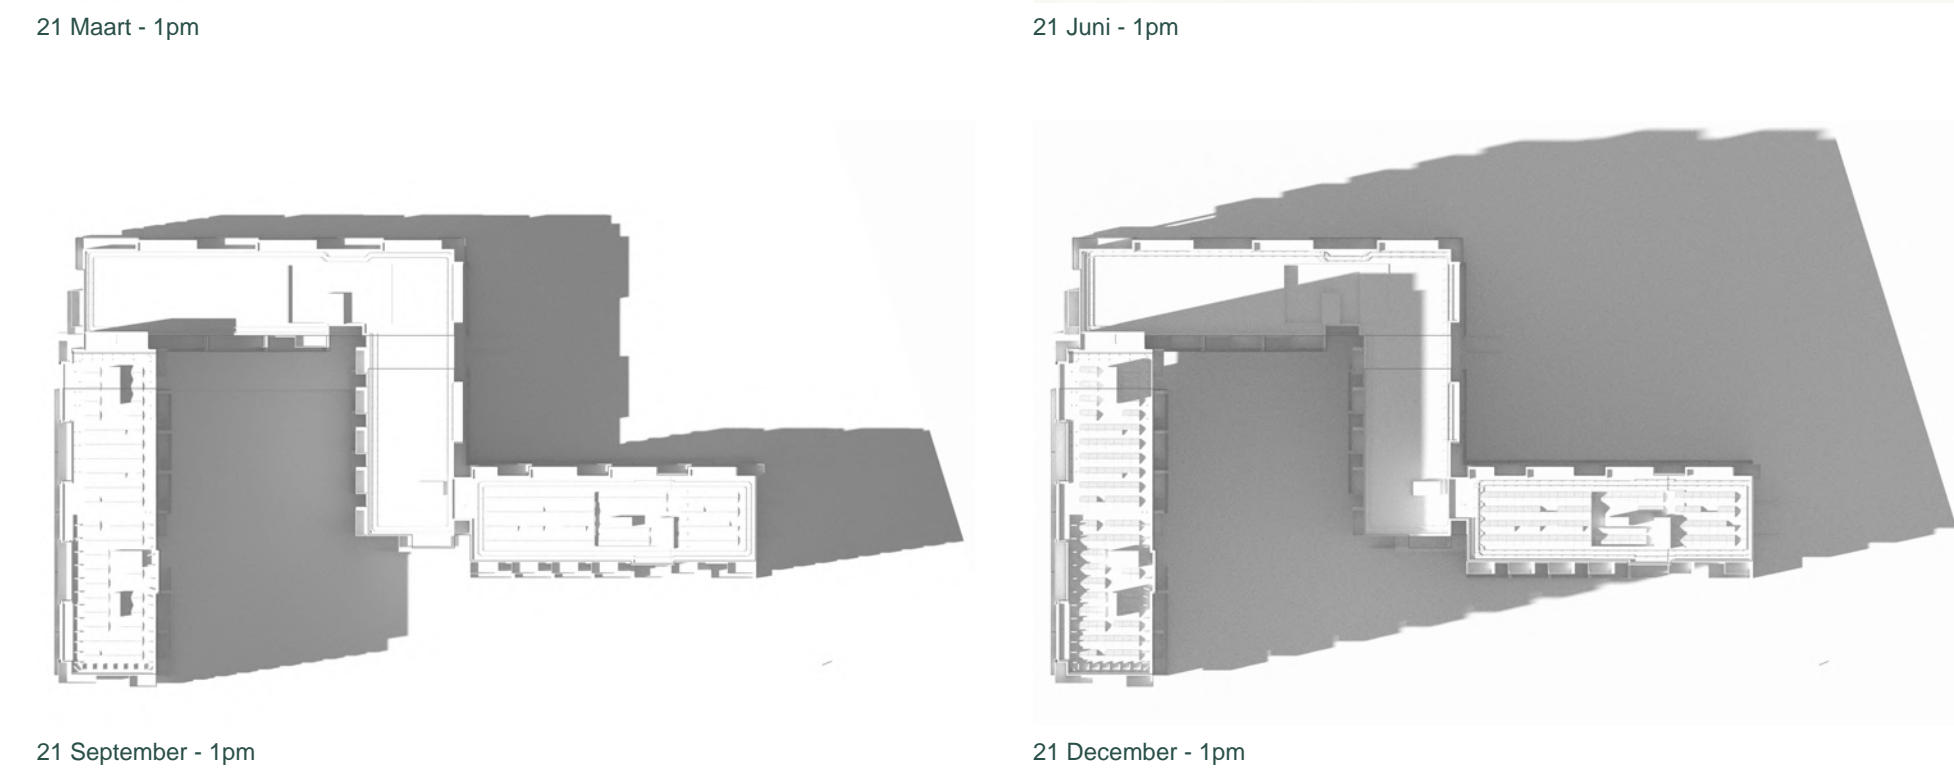 21 Maart - 1pm
21 Juni - 1pm
21 September - 1pm
21 December - 1pm